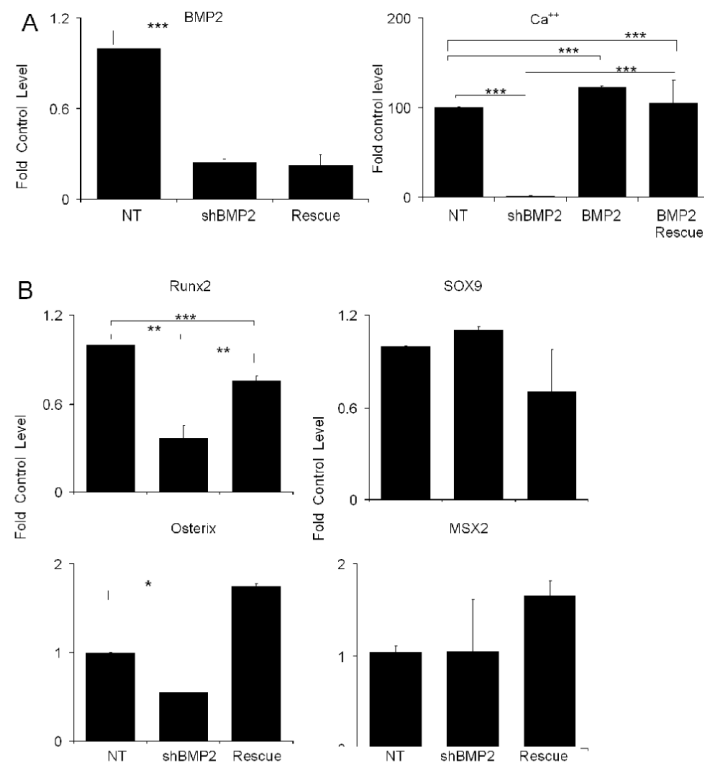 A
BMP2
Fold Control Level
1.2
0.6
0
***
NT shBMP2 Rescue
Ca++
Fold control level
200
100
0
***
***
***
***
NT shBMP2 BMP2 BMP2 Rescue
B
Runx2
Fold Control Level
1.2
0.6
0
***
**
**
SOX9
Fold Control Level
1.2
0.6
0
Osterix
2
1
0
*
NT shBMP2 Rescue
MSX2
2
1
NT shBMP2 Rescue